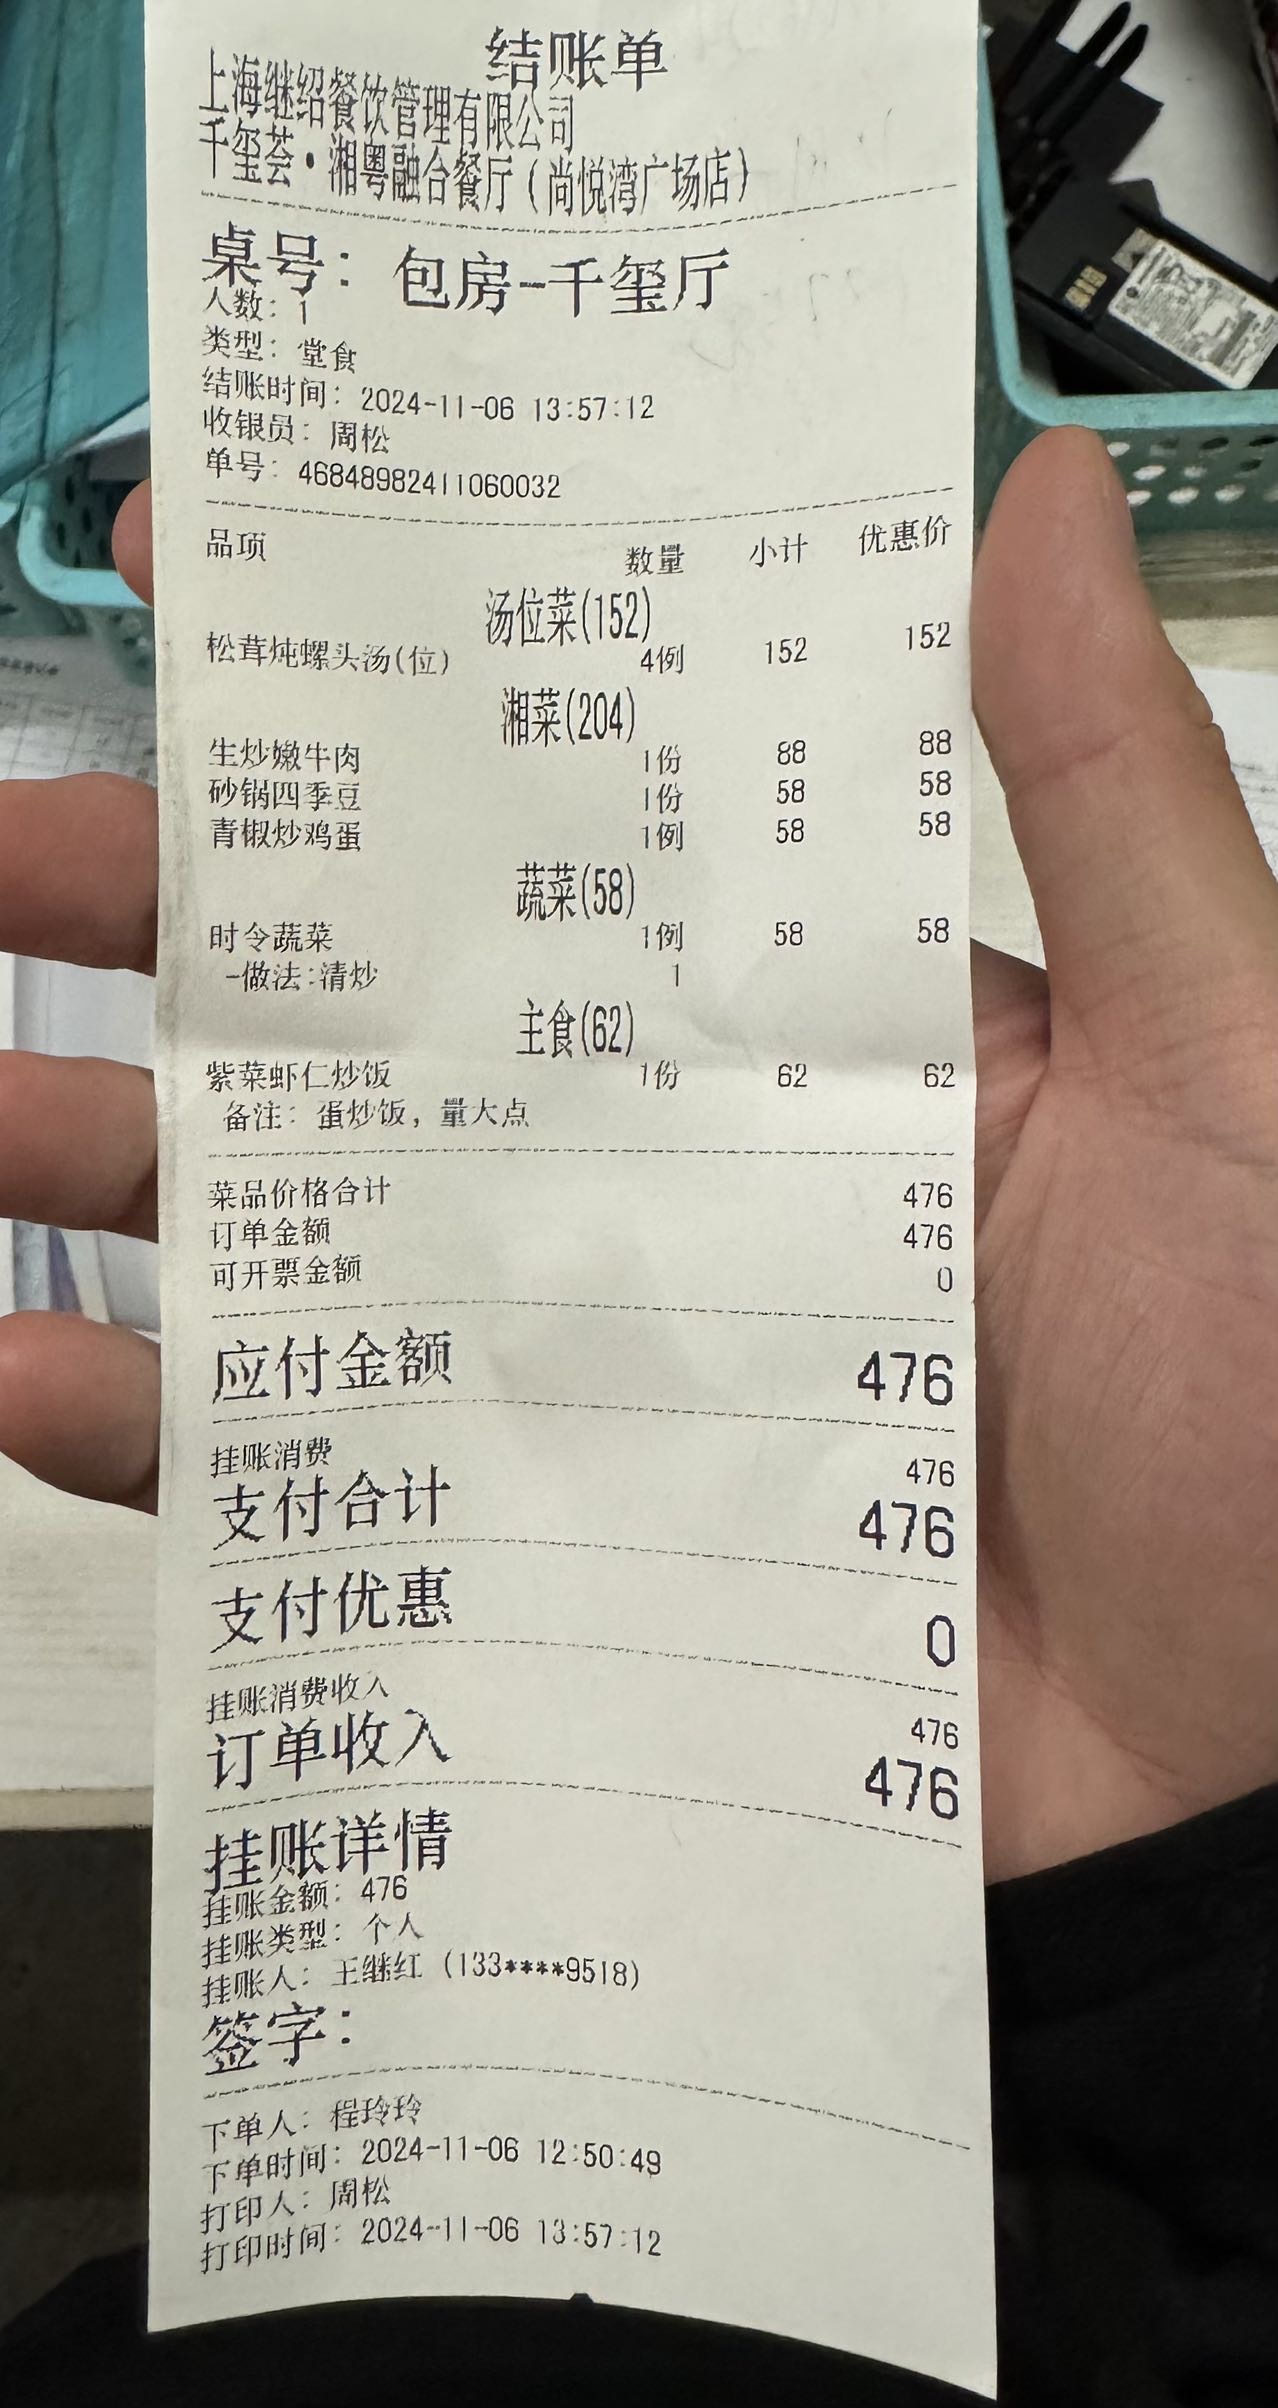 结账单
上海继绍餐饮管理有限公司
千玺荟·湘粤融合餐厅(尚悦湾广场店)
桌号: 包房-千玺厅
人数: 1
类型: 堂食
结账时间: 2024-11-06 13:57:12
收银员: 周松
单号: 46848982411060032
品项 数量 小计 优惠价
汤位菜(152)
松茸炖螺头汤(位) 4例 152 152
湘菜(204)
生炒嫩牛肉 1份 88 88
砂锅四季豆 1份 58 58
青椒炒鸡蛋 1例 58 58
蔬菜(58)
时令蔬菜 1例 58 58
-做法:清炒 1
主食(62)
紫菜虾仁炒饭 1份 62 62
备注: 蛋炒饭, 量大点
菜品价格合计 476
订单金额 476
可开票金额 0
应付金额 476
挂账消费 476
支付合计 476
支付优惠 0
挂账消费收入 476
订单收入 476
挂账详情
挂账金额: 476
挂账类型: 个人
挂账人: 王继红 (133****9518)
签字:
下单人: 程玲玲
下单时间: 2024-11-06 12:50:49
打印人: 周松
打印时间: 2024-11-06 13:57:12